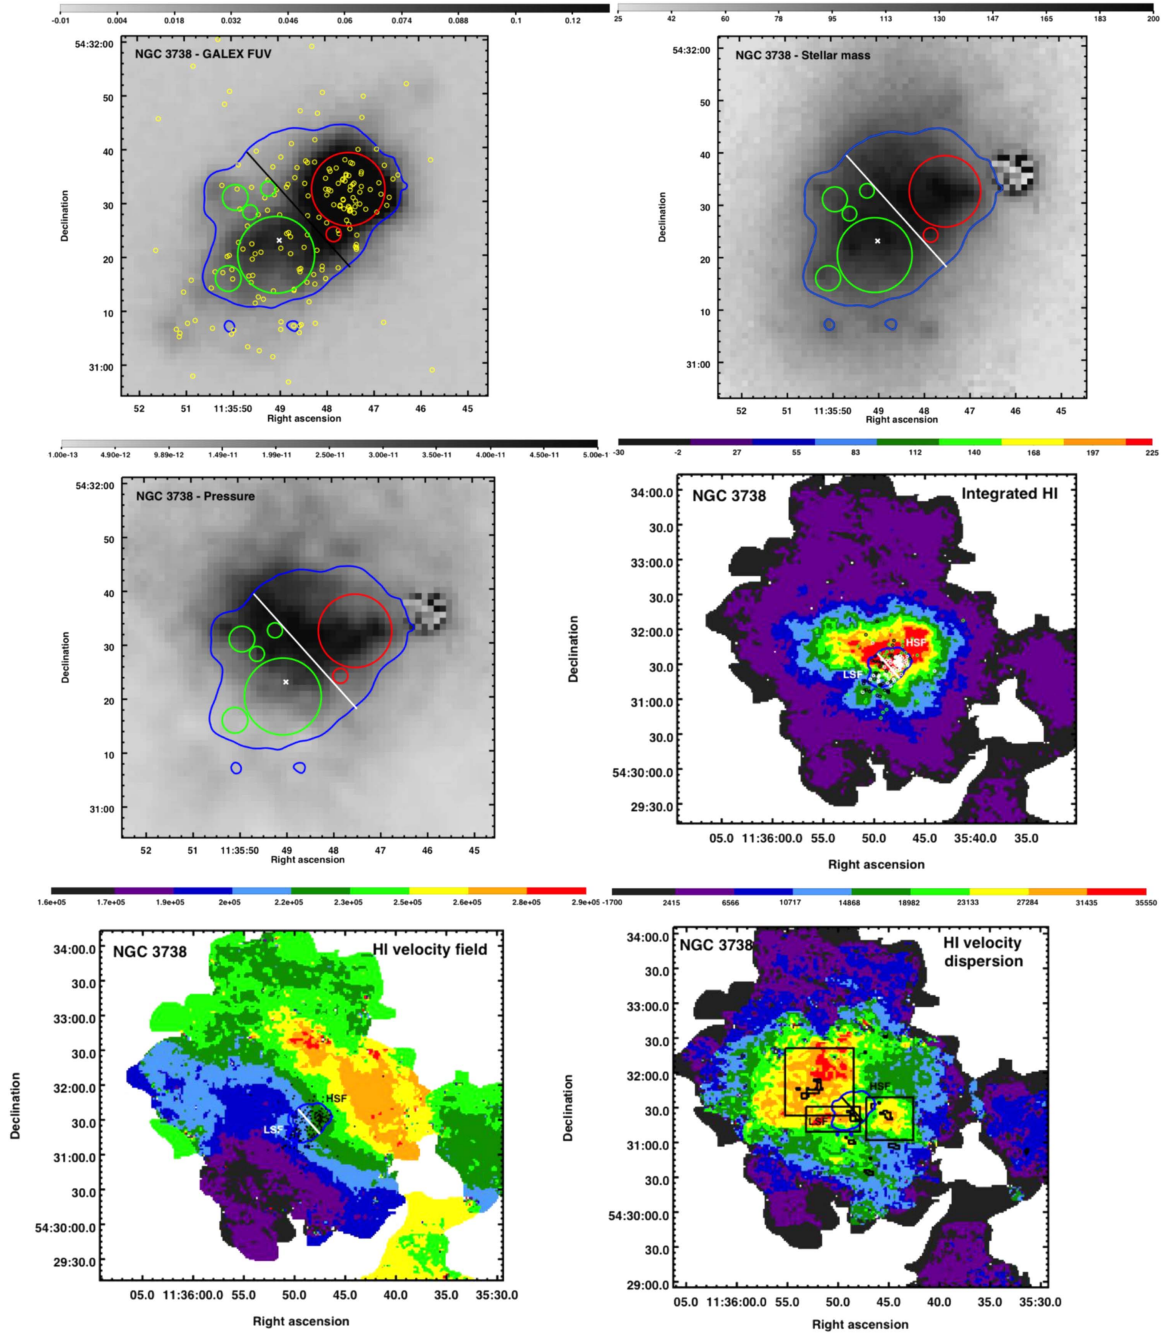 -0.01 0.004 0.018 0.032 0.046 0.06 0.074 0.088 0.1 0.12
NGC 3738 - GALEX FUV
54:32:00
50
40
30
20
10
31:00
Declination
52 51 11:35:50 49 48 47 46 45
Right ascension
25 42 60 78 95 113 130 147 165 183 200
NGC 3738 - Stellar mass
54:32:00
50
40
30
20
10
31:00
Declination
52 51 11:35:50 49 48 47 46 45
Right ascension
1.00e-13 4.90e-12 9.89e-12 1.49e-11 1.99e-11 2.50e-11 3.00e-11 3.50e-11 4.00e-11 4.50e-11 5.00e-1
NGC 3738 - Pressure
54:32:00
50
40
30
20
10
31:00
Declination
52 51 11:35:50 49 48 47 46 45
Right ascension
-30 -2 27 55 83 112 140 168 197 225
NGC 3738 Integrated HI
34:00.0
30.0
33:00.0
30.0
32:00.0
30.0
31:00.0
30.0
54:30:00.0
29:30.0
HSF
LSF
Declination
05.0 11:36:00.0 55.0 50.0 45.0 35:40.0 35.0
Right ascension
1.6e+05 1.7e+05 1.9e+05 2e+05 2.2e+05 2.3e+05 2.5e+05 2.6e+05 2.8e+05 2.9e+05
NGC 3738 HI velocity field
34:00.0
30.0
33:00.0
30.0
32:00.0
30.0
31:00.0
30.0
54:30:00.0
29:30.0
HSF
LSF
Declination
05.0 11:36:00.0 55.0 50.0 45.0 40.0 35:30.0
Right ascension
-1700 2415 6566 10717 14868 18982 23133 27284 31435 35550
NGC 3738 HI velocity
dispersion
34:00.0
30.0
33:00.0
30.0
32:00.0
30.0
31:00.0
30.0
54:30:00.0
30.0
29:00.0
HSF
LSF
Declination
05.0 11:36:00.0 55.0 50.0 45.0 40.0 35:30.0
Right ascension